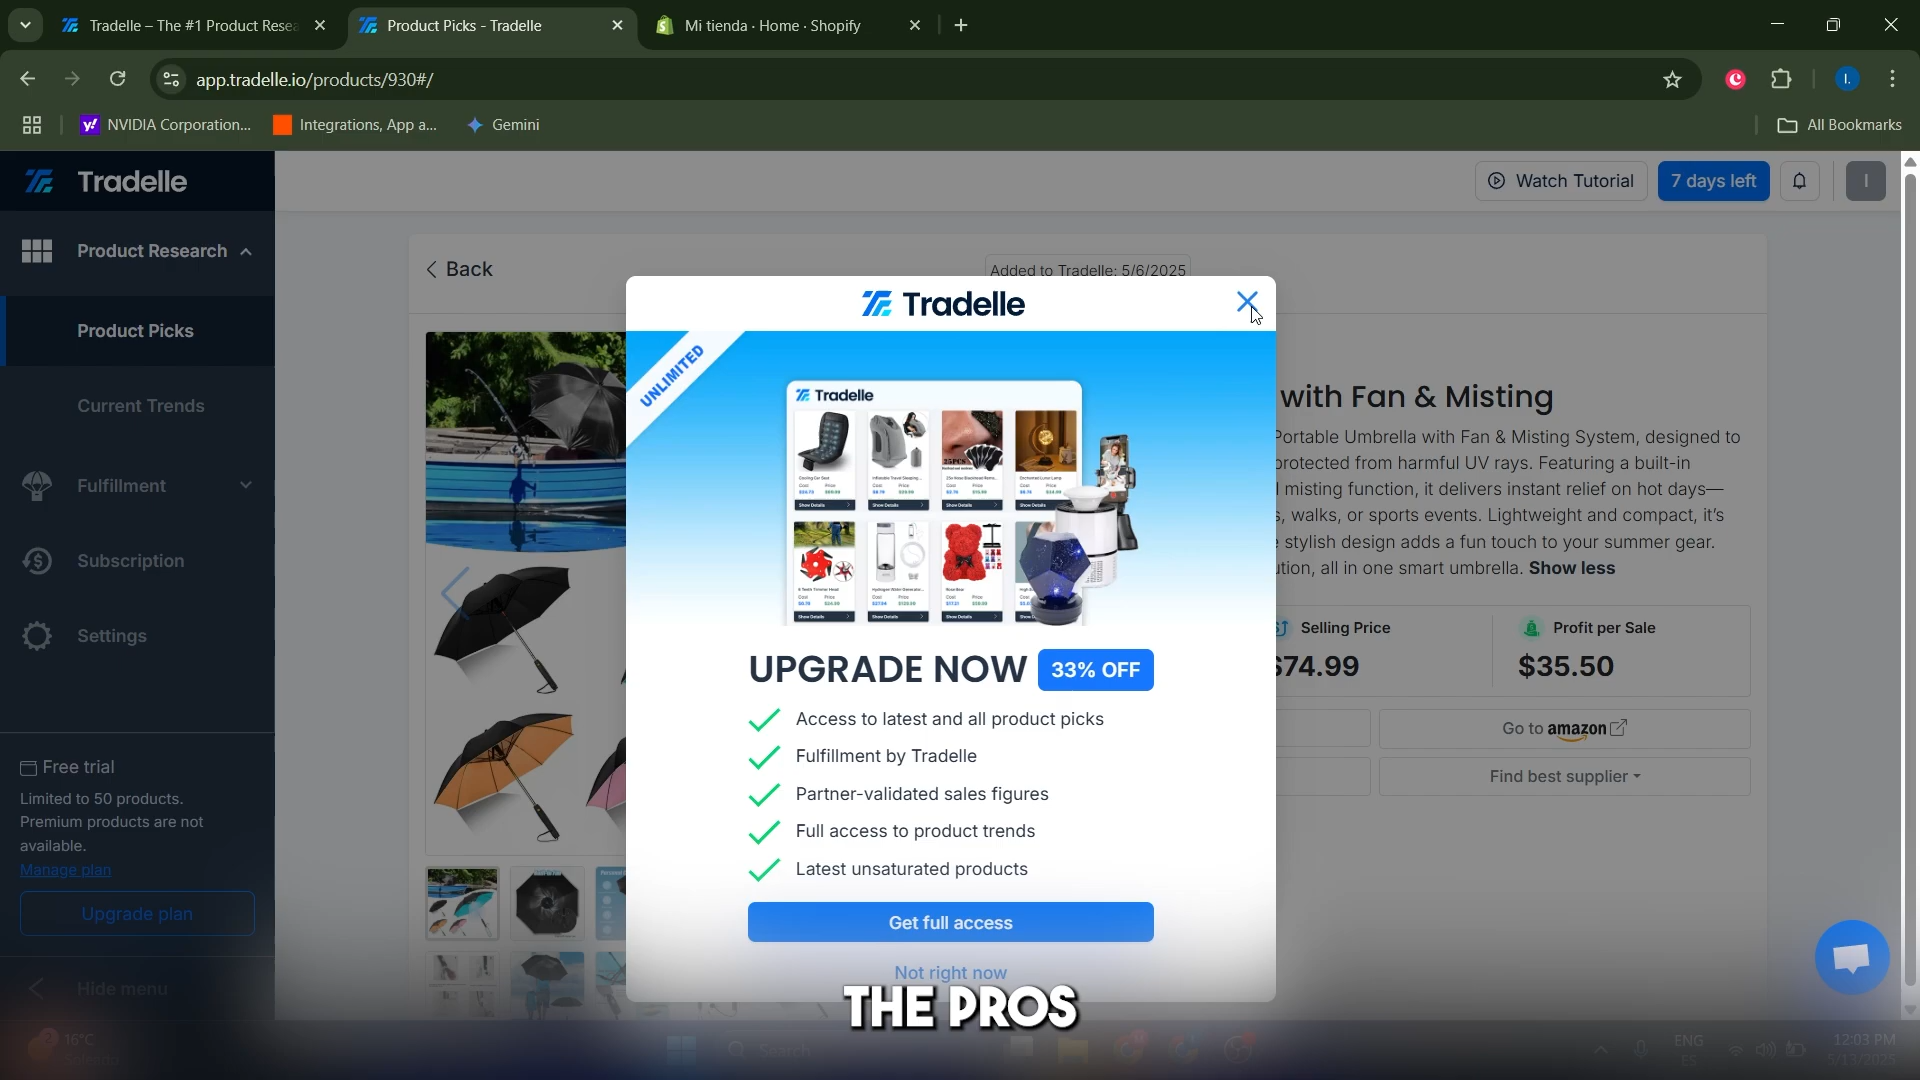 Tradelle – The #1 Product Resea
Product Picks - Tradelle
Mi tienda · Home · Shopify
app.tradelle.io/products/930#/
NVIDIA Corporation...
Integrations, App a...
Gemini
All Bookmarks
Tradelle
Watch Tutorial
7 days left
I
Product Research
Product Picks
Current Trends
Fulfillment
Subscription
Settings
Free trial
Limited to 50 products.
Premium products are not
available.
Manage plan
Upgrade plan
Hide menu
Back
Added to Tradelle: 5/6/2025
with Fan & Misting
Portable Umbrella with Fan & Misting System, designed to
protected from harmful UV rays. Featuring a built-in
misting function, it delivers instant relief on hot days—
s, walks, or sports events. Lightweight and compact, it's
stylish design adds a fun touch to your summer gear.
ution, all in one smart umbrella. Show less
Selling Price
$74.99
Profit per Sale
$35.50
Go to amazon
Find best supplier
Tradelle
UNLIMITED
Tradelle
UPGRADE NOW
33% OFF
Access to latest and all product picks
Fulfillment by Tradelle
Partner-validated sales figures
Full access to product trends
Latest unsaturated products
Get full access
Not right now
THE PROS
16°C
Search
ENG
ES
12:03 PM
5/13/2025